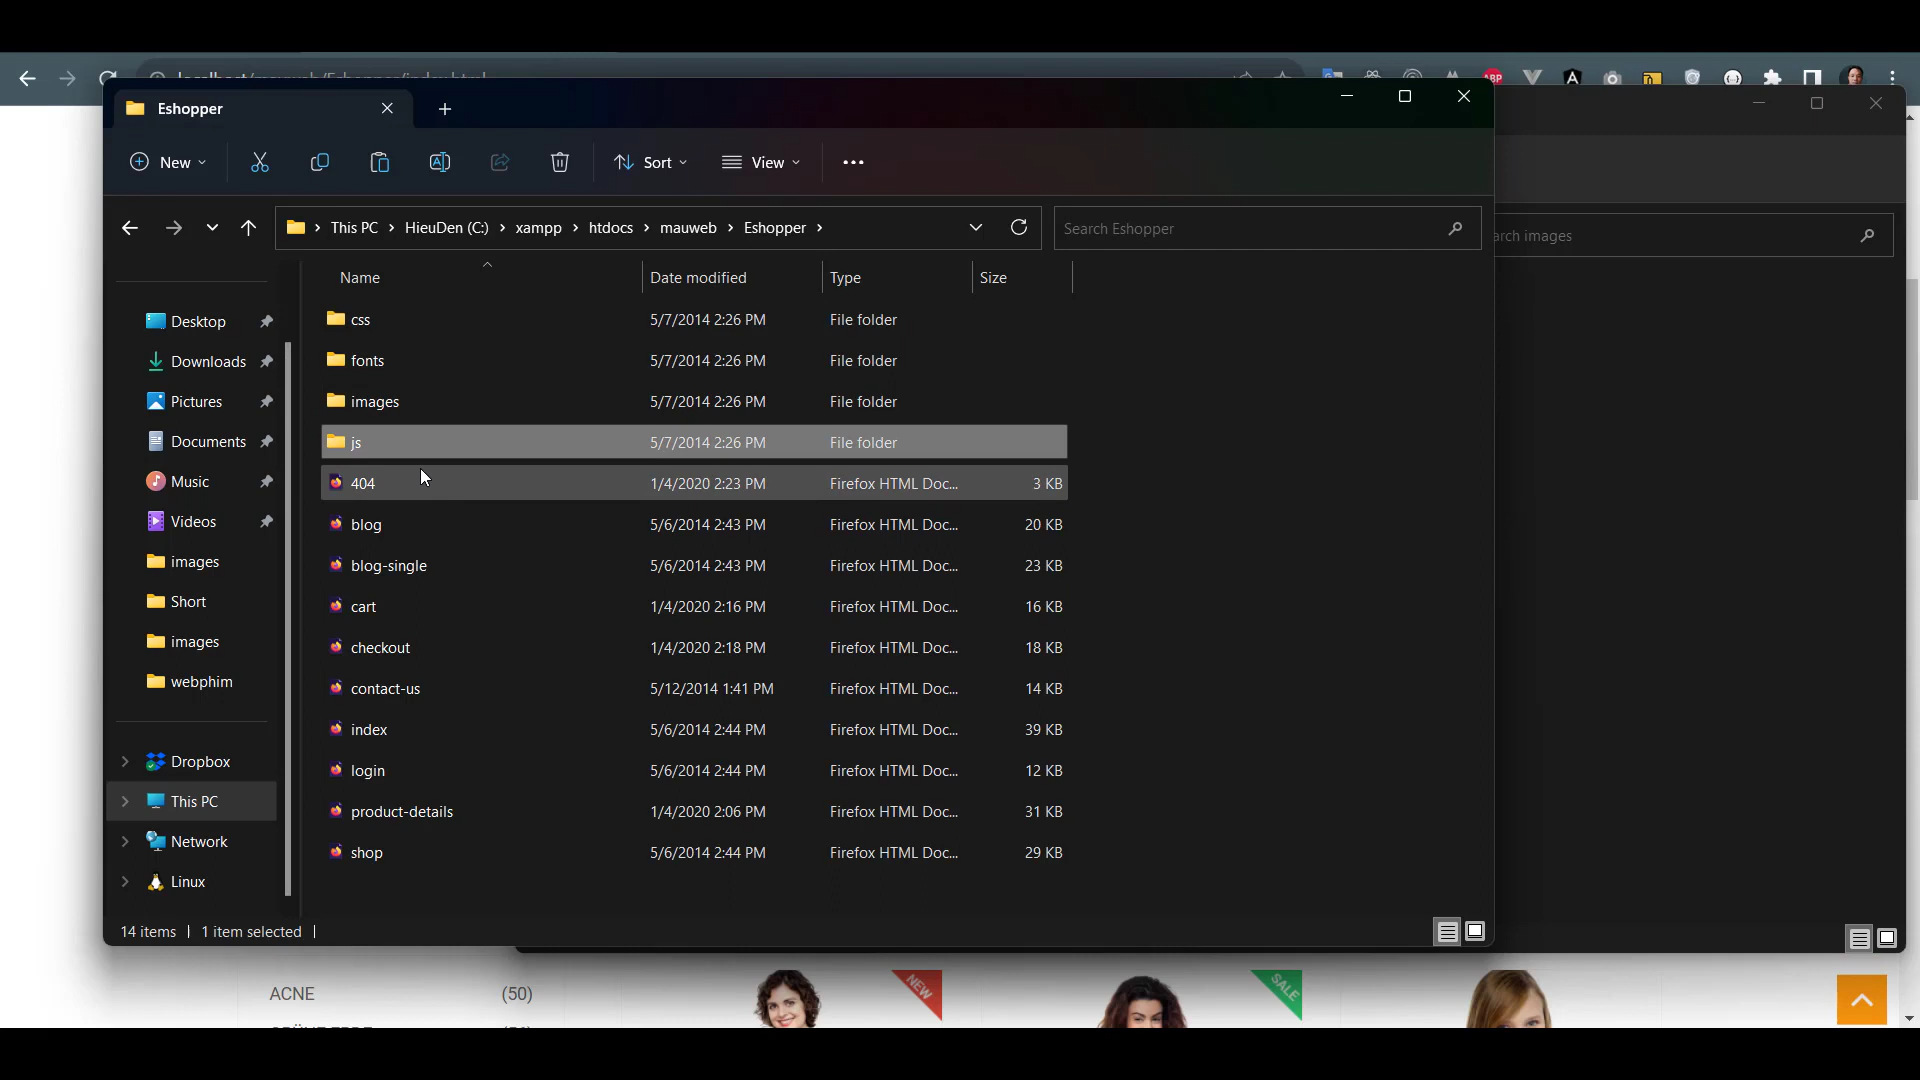 localhost/mauweb/Eshopper/index.html
ABP
Eshopper
New
Sort
View
This PC
HieuDen (C:)
xampp
htdocs
mauweb
Eshopper
Search Eshopper
arch images
Name
Date modified
Type
Size
Desktop
Downloads
Pictures
Documents
Music
Videos
images
Short
images
webphim
Dropbox
This PC
Network
Linux
css 5/7/2014 2:26 PM File folder
fonts 5/7/2014 2:26 PM File folder
images 5/7/2014 2:26 PM File folder
js 5/7/2014 2:26 PM File folder
404 1/4/2020 2:23 PM Firefox HTML Doc... 3 KB
blog 5/6/2014 2:43 PM Firefox HTML Doc... 20 KB
blog-single 5/6/2014 2:43 PM Firefox HTML Doc... 23 KB
cart 1/4/2020 2:16 PM Firefox HTML Doc... 16 KB
checkout 1/4/2020 2:18 PM Firefox HTML Doc... 18 KB
contact-us 5/12/2014 1:41 PM Firefox HTML Doc... 14 KB
index 5/6/2014 2:44 PM Firefox HTML Doc... 39 KB
login 5/6/2014 2:44 PM Firefox HTML Doc... 12 KB
product-details 1/4/2020 2:06 PM Firefox HTML Doc... 31 KB
shop 5/6/2014 2:44 PM Firefox HTML Doc... 29 KB
14 items
1 item selected
ACNE (50)
NEW
SALE